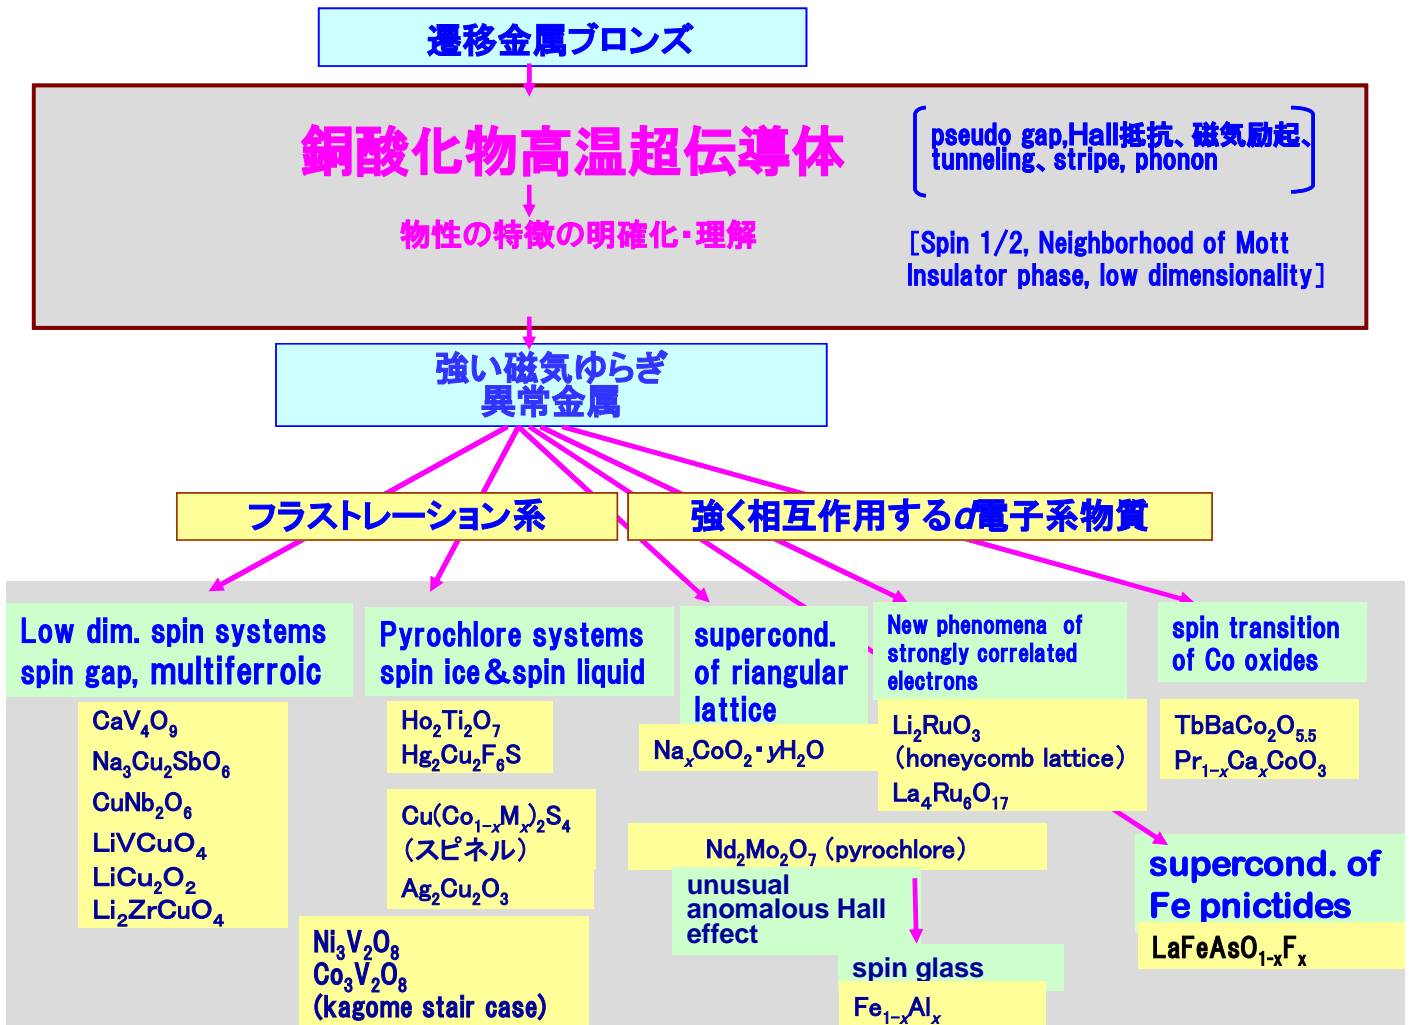 遷移金属ブロンズ
銅酸化物高温超伝導体
pseudo gap,Hall抵抗、磁気励起、
tunneling、stripe, phonon
物性の特徴の明確化・理解
[Spin 1/2, Neighborhood of Mott
Insulator phase, low dimensionality]
強い磁気ゆらぎ
異常金属
フラストレーション系
強く相互作用するd電子系物質
Low dim. spin systems
spin gap, multiferroic
CaV₄O₉
Na₃Cu₂SbO₆
CuNb₂O₆
LiVCuO₄
LiCu₂O₂
Li₂ZrCuO₄
Pyrochlore systems
spin ice&spin liquid
Ho₂Ti₂O₇
Hg₂Cu₂F₆S
Cu(Co₁₋ₓMₓ)₂S₄
(スピネル)
Ag₂Cu₂O₃
Ni₃V₂O₈
Co₃V₂O₈
(kagome stair case)
supercond.
of riangular
lattice
NaₓCoO₂・yH₂O
New phenomena of
strongly correlated
electrons
Li₂RuO₃
(honeycomb lattice)
La₄Ru₆O₁₇
spin transition
of Co oxides
TbBaCo₂O₅.₅
Pr₁₋ₓCaₓCoO₃
Nd₂Mo₂O₇ (pyrochlore)
unusual
anomalous Hall
effect
spin glass
Fe₁₋ₓAlₓ
supercond. of
Fe pnictides
LaFeAsO₁₋ₓFₓ